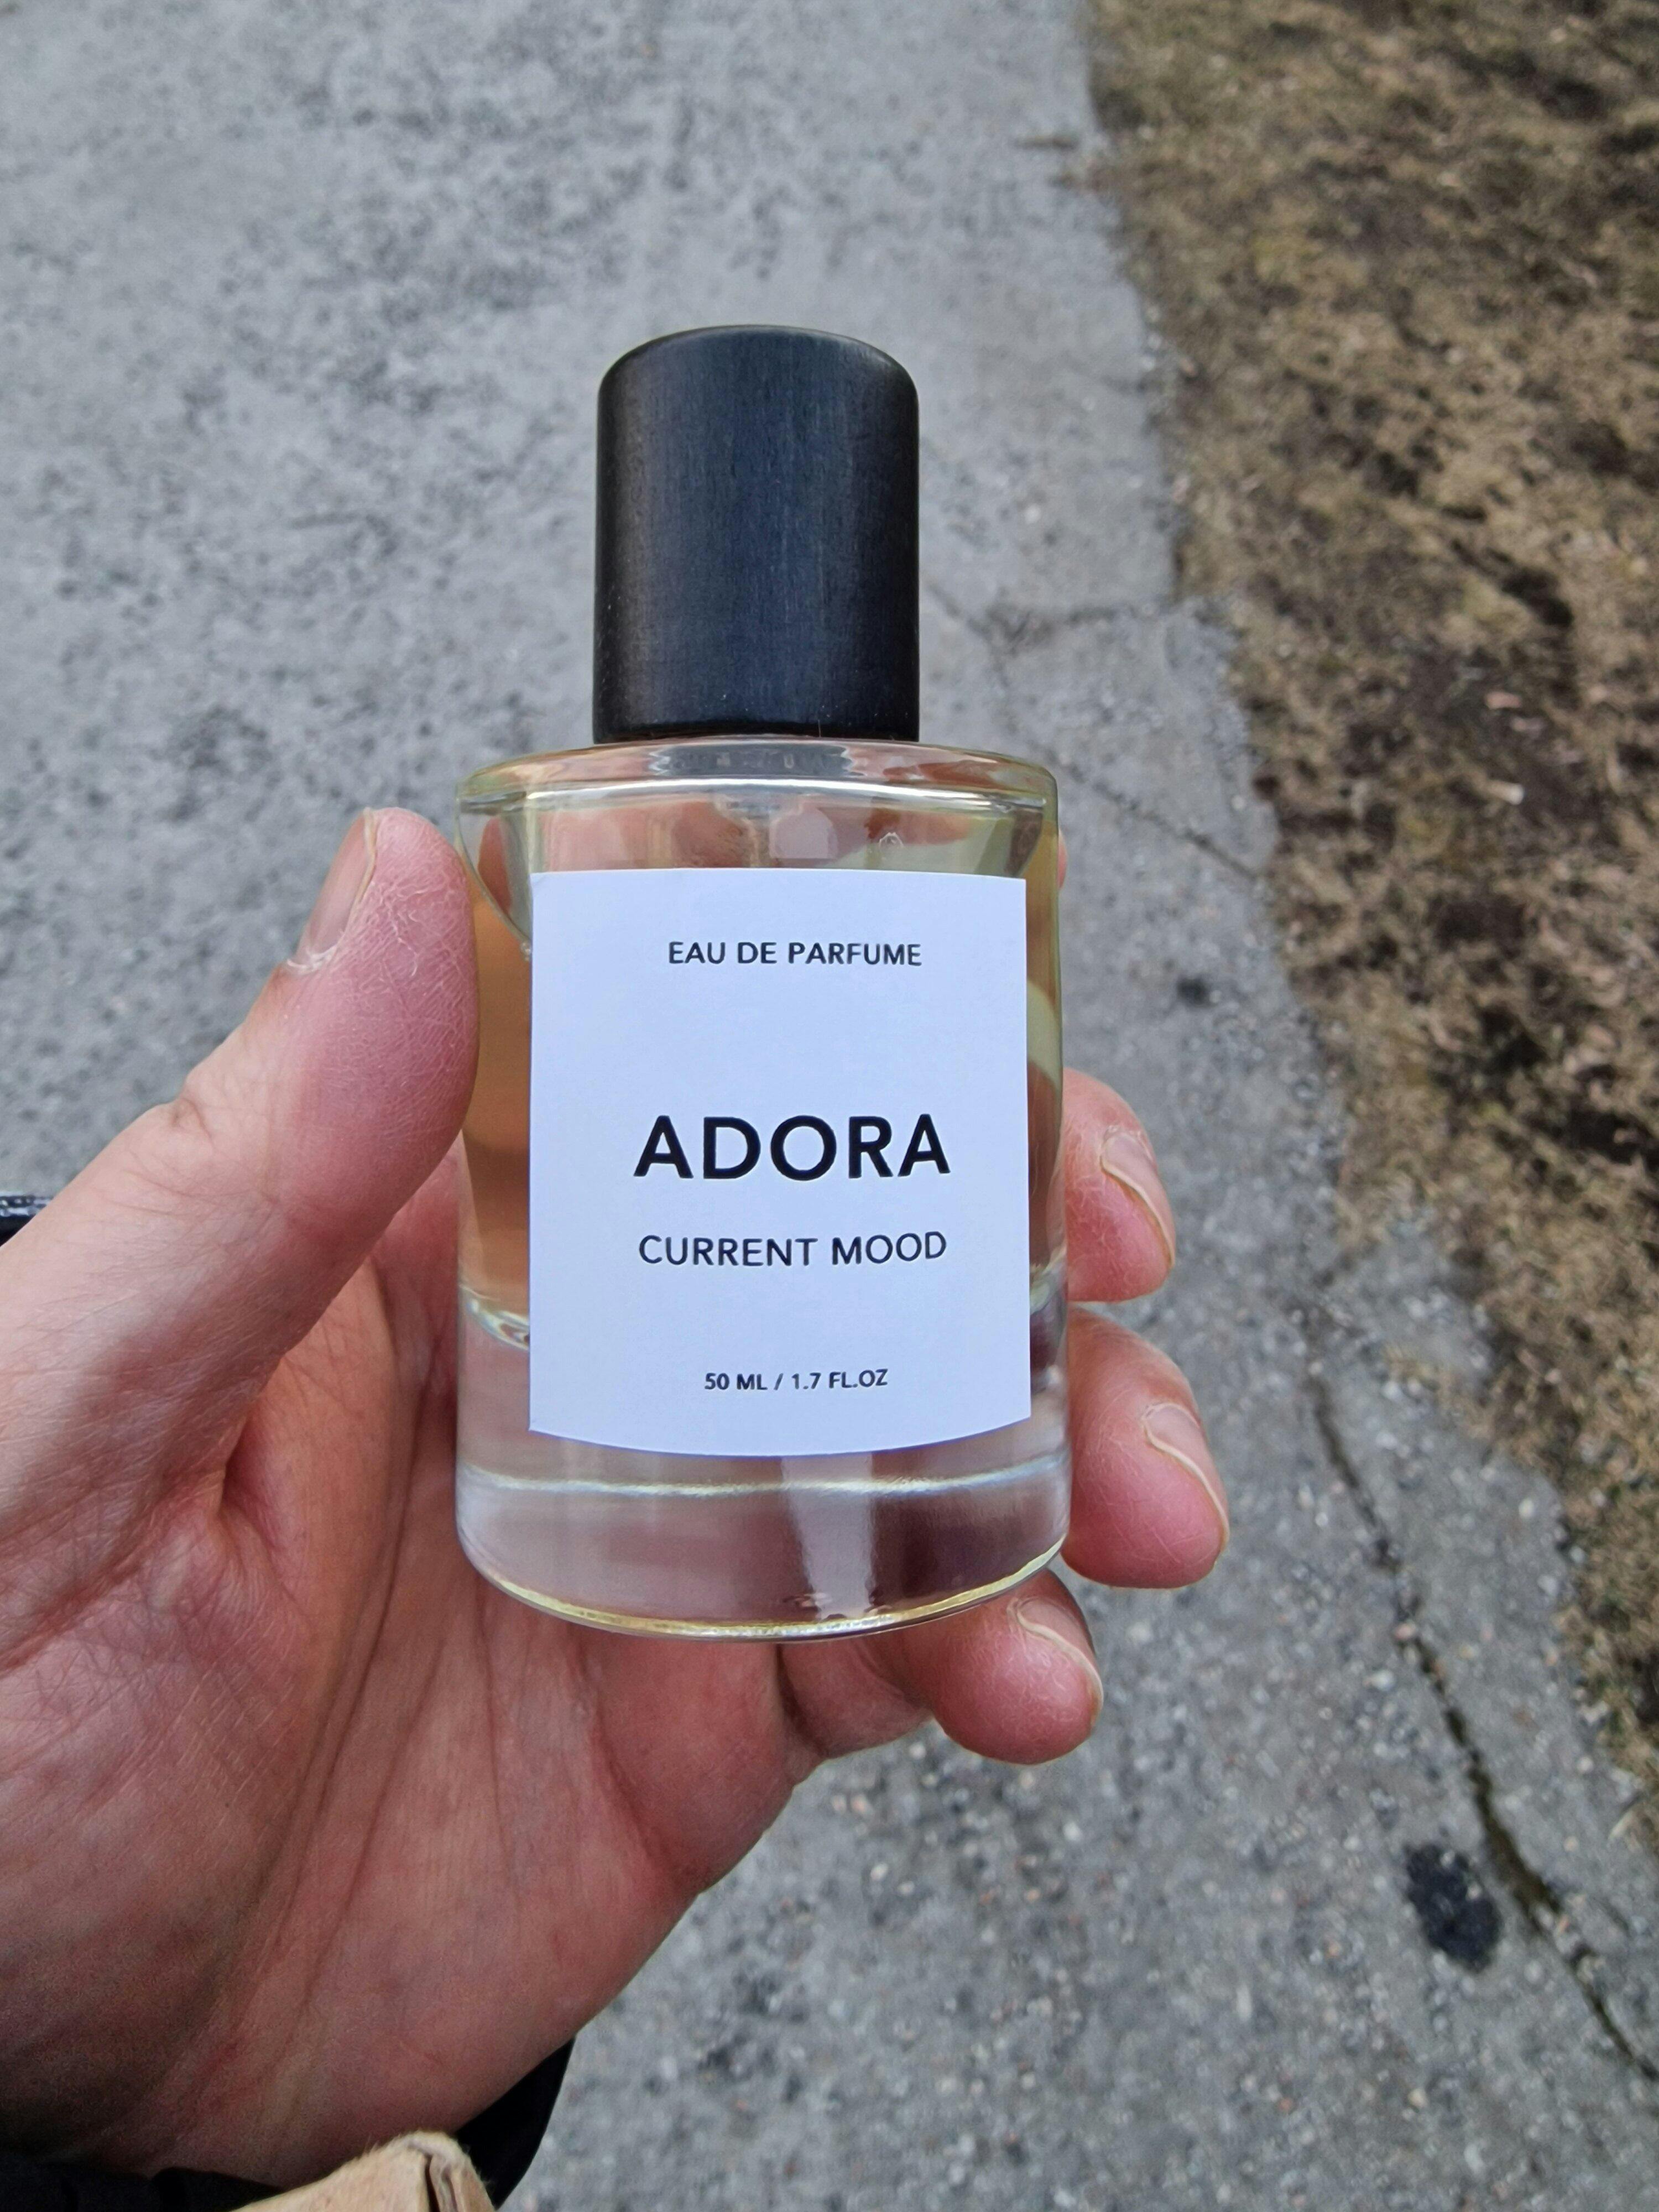 EAU DE PARFUME
ADORA
CURRENT MOOD
50 ML / 1.7 FL.OZ